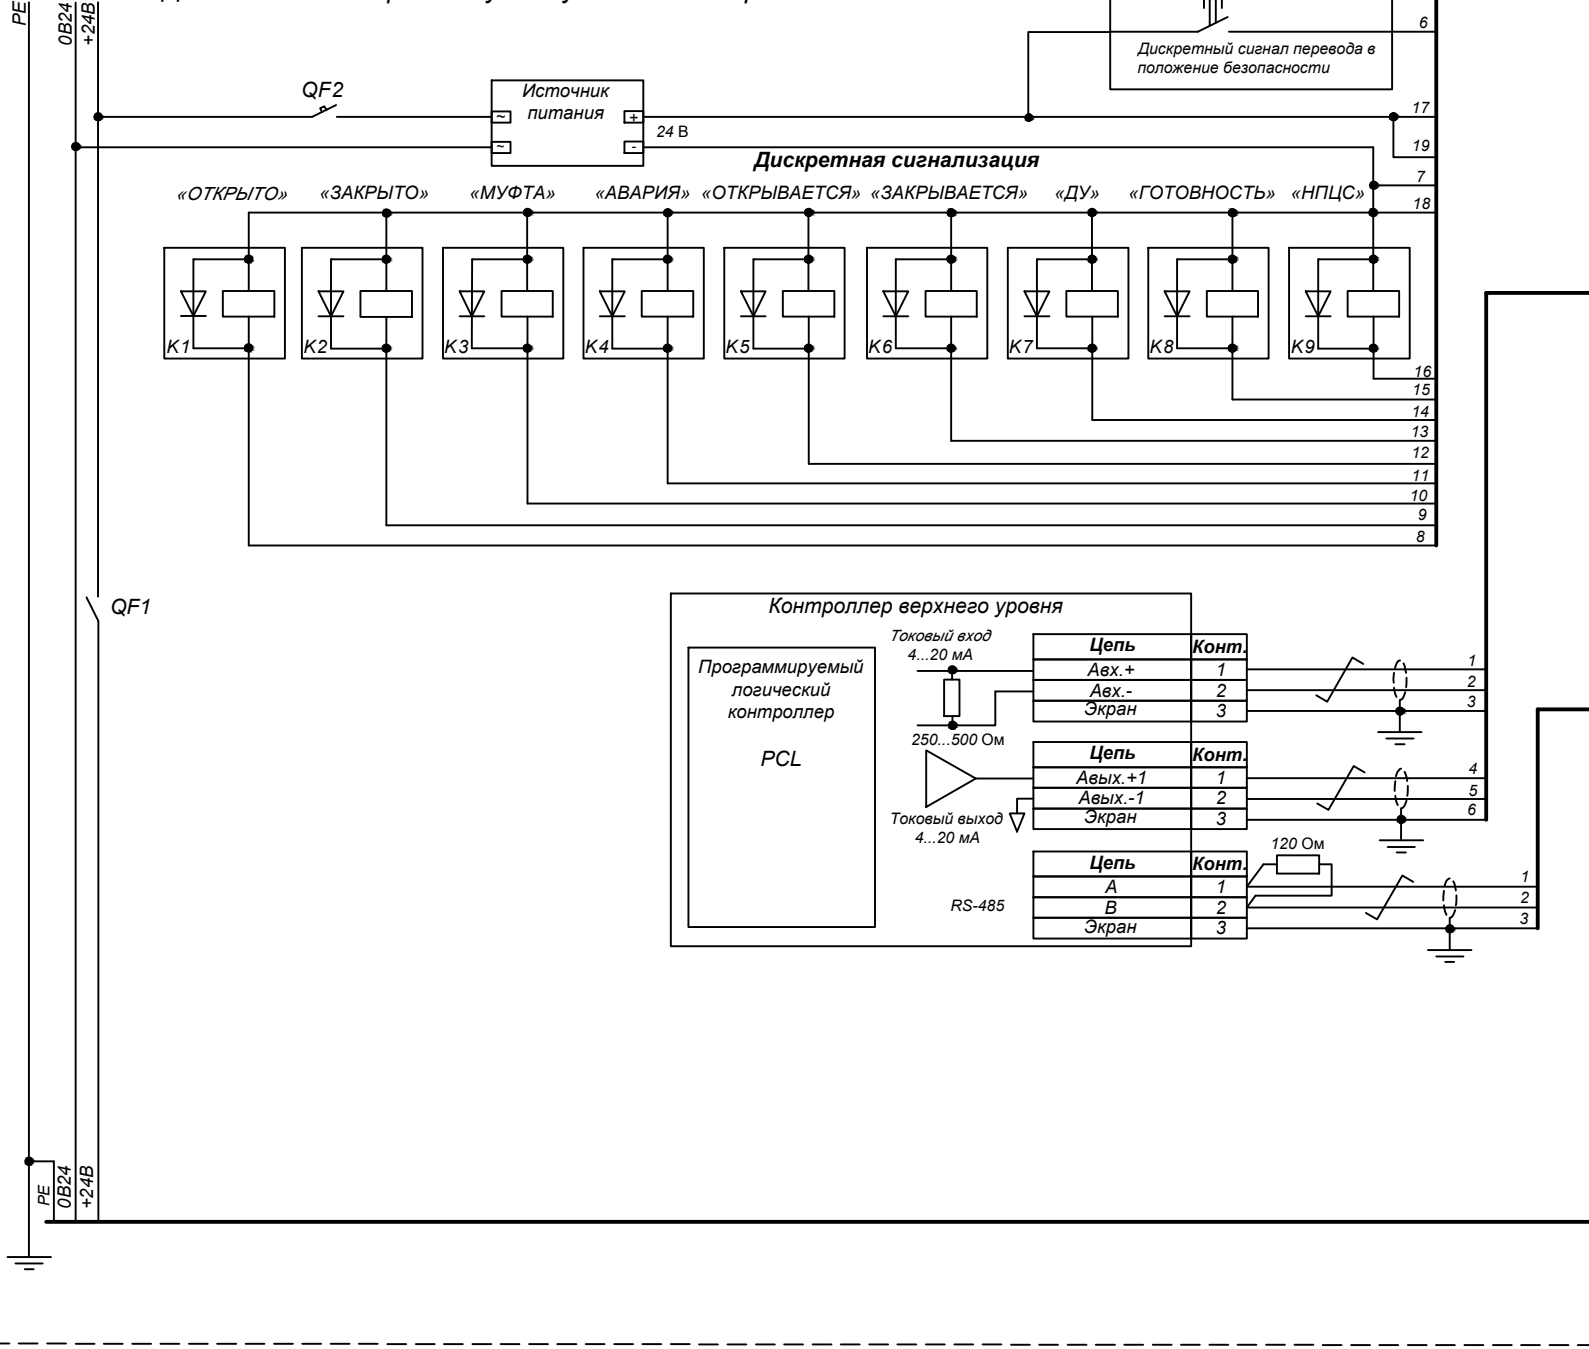 PE
0В24
+24В
6
Дискретный сигнал перевода в
положение безопасности
QF2
Источник
питания
~
+
~
-
24 В
17
19
7
18
Дискретная сигнализация
«ОТКРЫТО»
«ЗАКРЫТО»
«МУФТА»
«АВАРИЯ»
«ОТКРЫВАЕТСЯ»
«ЗАКРЫВАЕТСЯ»
«ДУ»
«ГОТОВНОСТЬ»
«НПЦС»
K1
K2
K3
K4
K5
K6
K7
K8
K9
16
15
14
13
12
11
10
9
8
QF1
Контроллер верхнего уровня
Программируемый
логический
контроллер
PCL
Токовый вход
4...20 мА
250...500 Ом
Цепь Конт.
Авх.+ 1
Авх.- 2
Экран 3
1
2
3
Токовый выход
4...20 мА
Цепь Конт.
Авых.+1 1
Авых.-1 2
Экран 3
4
5
6
RS-485
Цепь Конт.
A 1
B 2
Экран 3
120 Ом
1
2
3
PE
0В24
+24В